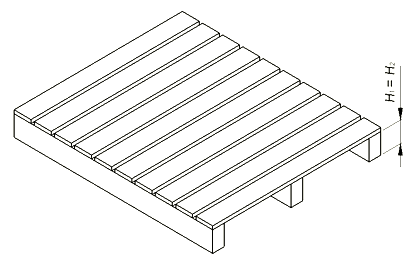 H₁ = H₂